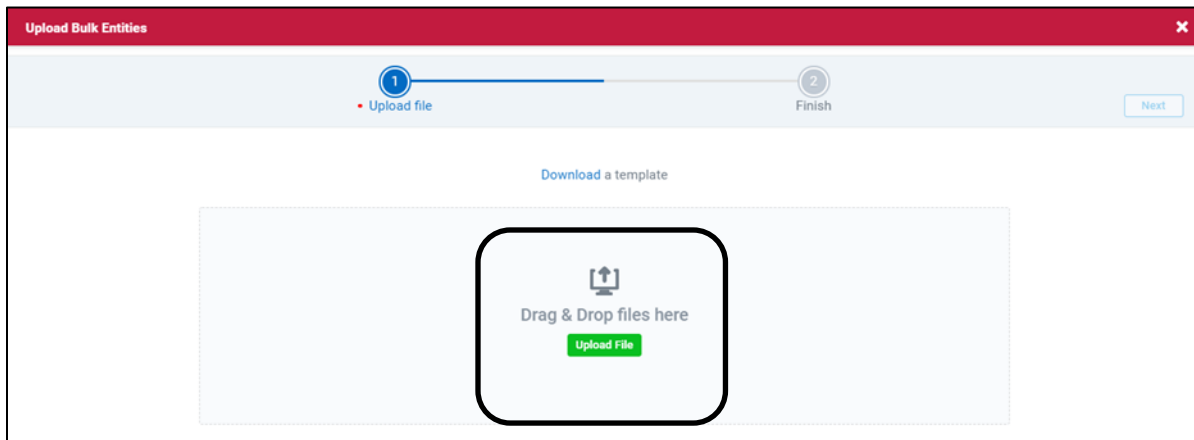 Upload Bulk Entities
1
2
Upload file
Finish
Next
Download a template
Drag & Drop files here
Upload File